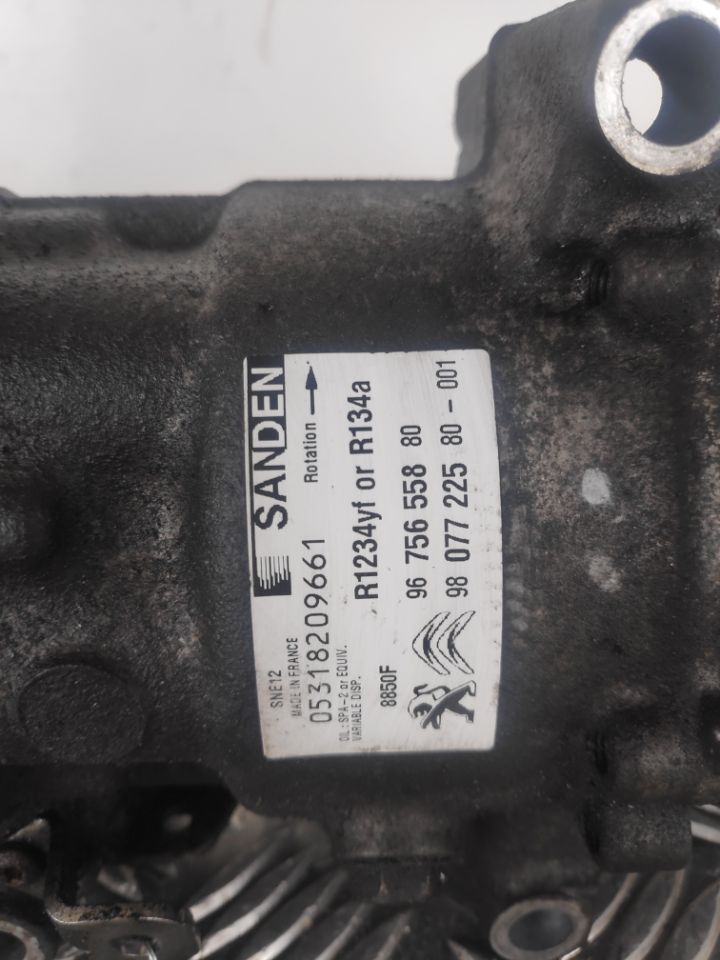 SANDEN
SNE12
MADE IN FRANCE
Rotation
05318209661
OIL : SPA-2 or EQUIV.
VARIABLE DISP.
R1234yf or R134a
8850F
96 756 558 80
98 077 225 80 - 001